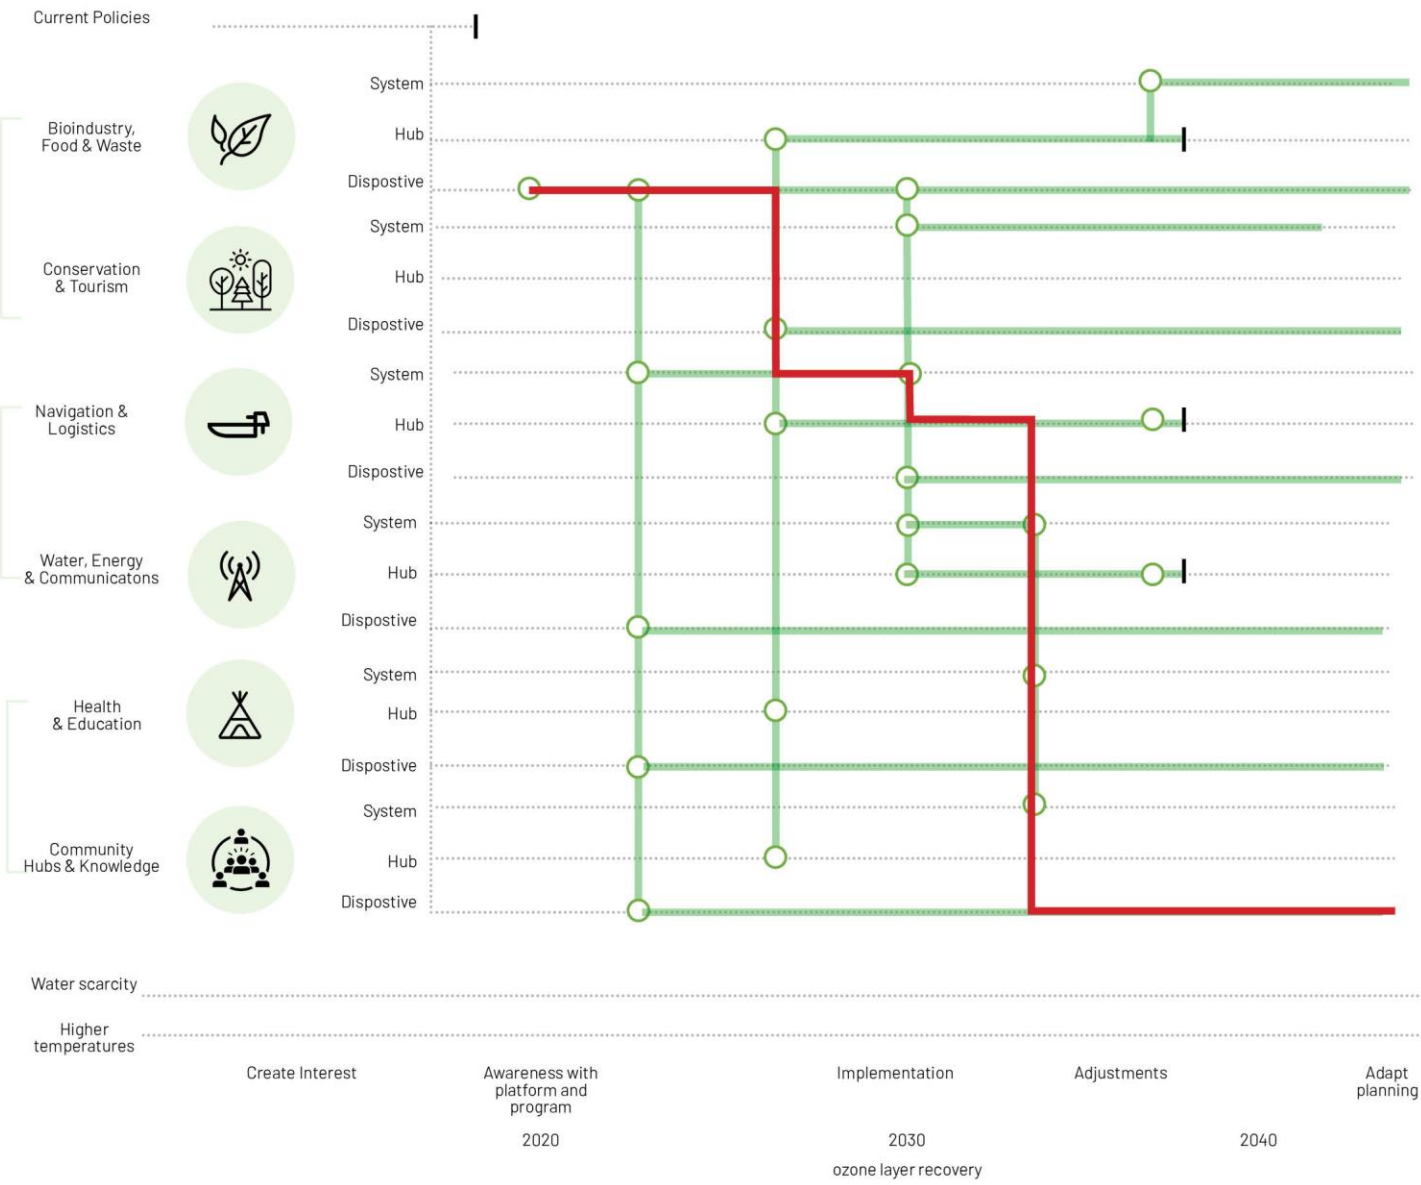 Current Policies
System
Bioindustry,
Food & Waste
Hub
Dispostive
System
Conservation
& Tourism
Hub
Dispostive
System
Navigation &
Logistics
Hub
Dispostive
System
Water, Energy
& Communicatons
Hub
Dispostive
System
Health
& Education
Hub
Dispostive
System
Community
Hubs & Knowledge
Hub
Dispostive
Water scarcity
Higher
temperatures
Create Interest
Awareness with
platform and
program
Implementation
Adjustments
Adapt
planning
2020
2030
2040
ozone layer recovery